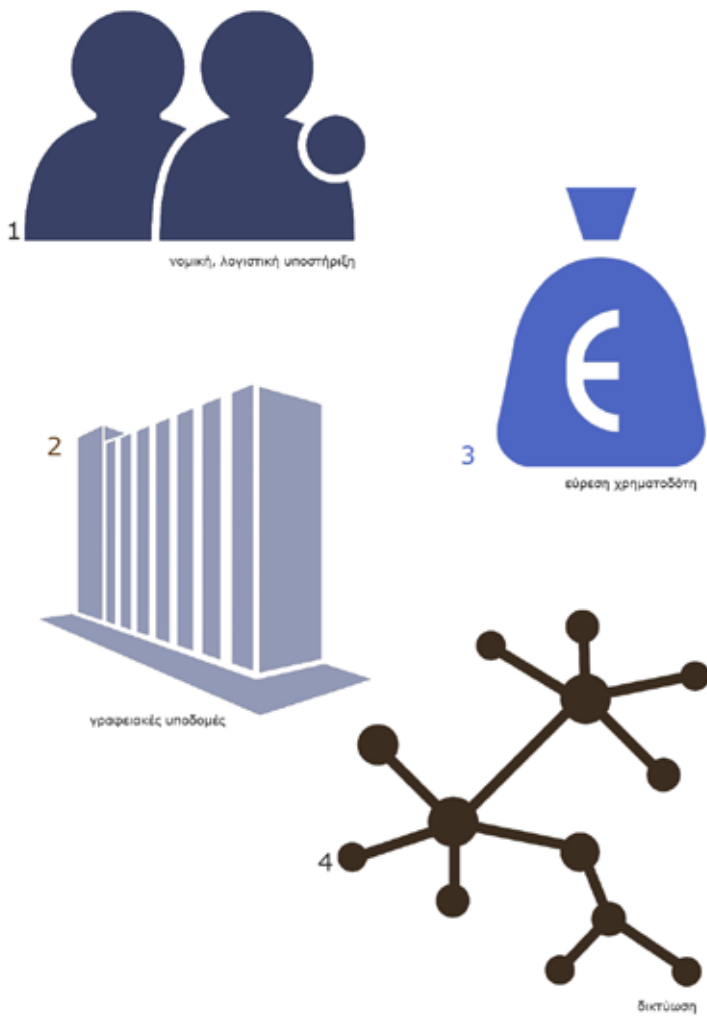 1
νομική, λογιστική υποστήριξη
2
γραφειακές υποδομές
€
3
εύρεση χρηματοδότη
4
δικτύωση